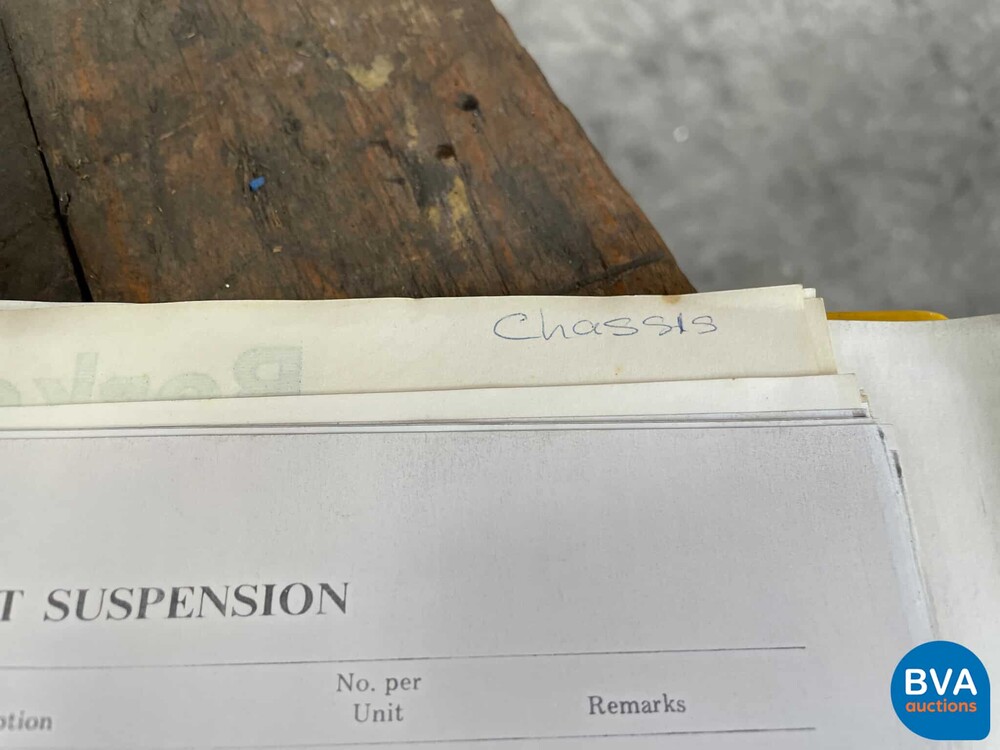 Chassis
T SUSPENSION
No. per
Unit
Remarks
BVA
auctions